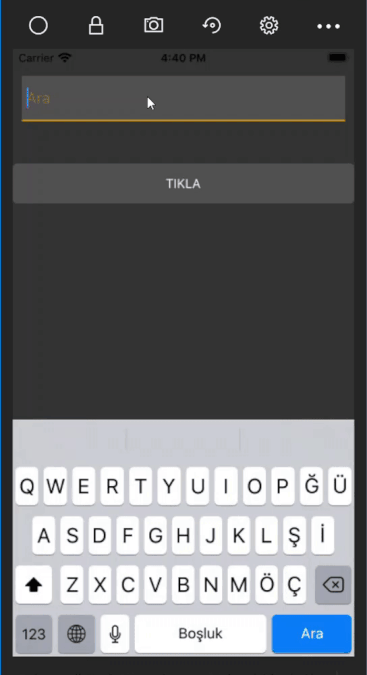 Carrier 4:40 PM
Ara
TIKLA
Q W E R T Y U I O P Ğ Ü
A S D F G H J K L Ş İ
Z X C V B N M Ö Ç
123 Boşluk Ara